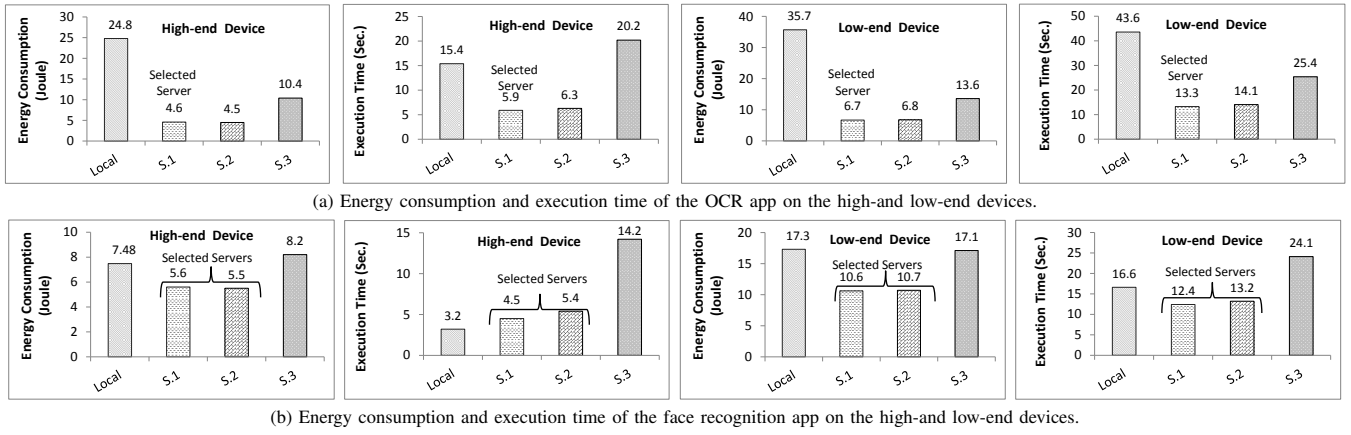 High-end Device
Energy Consumption
(Joule)
30
25
20
15
10
5
0
24.8
Selected
Server
4.6
4.5
10.4
Local
S.1
S.2
S.3
High-end Device
Execution Time (Sec.)
25
20
15
10
5
0
15.4
Selected
Server
5.9
6.3
20.2
Local
S.1
S.2
S.3
Low-end Device
Energy Consumption
(Joule)
40
30
20
10
0
35.7
Selected
Server
6.7
6.8
13.6
Local
S.1
S.2
S.3
Low-end Device
Execution Time (Sec.)
50
40
30
20
10
0
43.6
Selected
Server
13.3
14.1
25.4
Local
S.1
S.2
S.3
(a) Energy consumption and execution time of the OCR app on the high-and low-end devices.
High-end Device
Energy Consumption
(Joule)
10
8
6
4
2
0
7.48
Selected Servers
5.6
5.5
8.2
Local
S.1
S.2
S.3
High-end Device
Execution Time (Sec.)
15
10
5
0
3.2
Selected Servers
4.5
5.4
14.2
Local
S.1
S.2
S.3
Low-end Device
Energy Consumption
(Joule)
20
15
10
5
0
17.3
Selected Servers
10.6
10.7
17.1
Local
S.1
S.2
S.3
Low-end Device
Execution Time (Sec.)
30
25
20
15
10
5
0
16.6
Selected Servers
12.4
13.2
24.1
Local
S.1
S.2
S.3
(b) Energy consumption and execution time of the face recognition app on the high-and low-end devices.